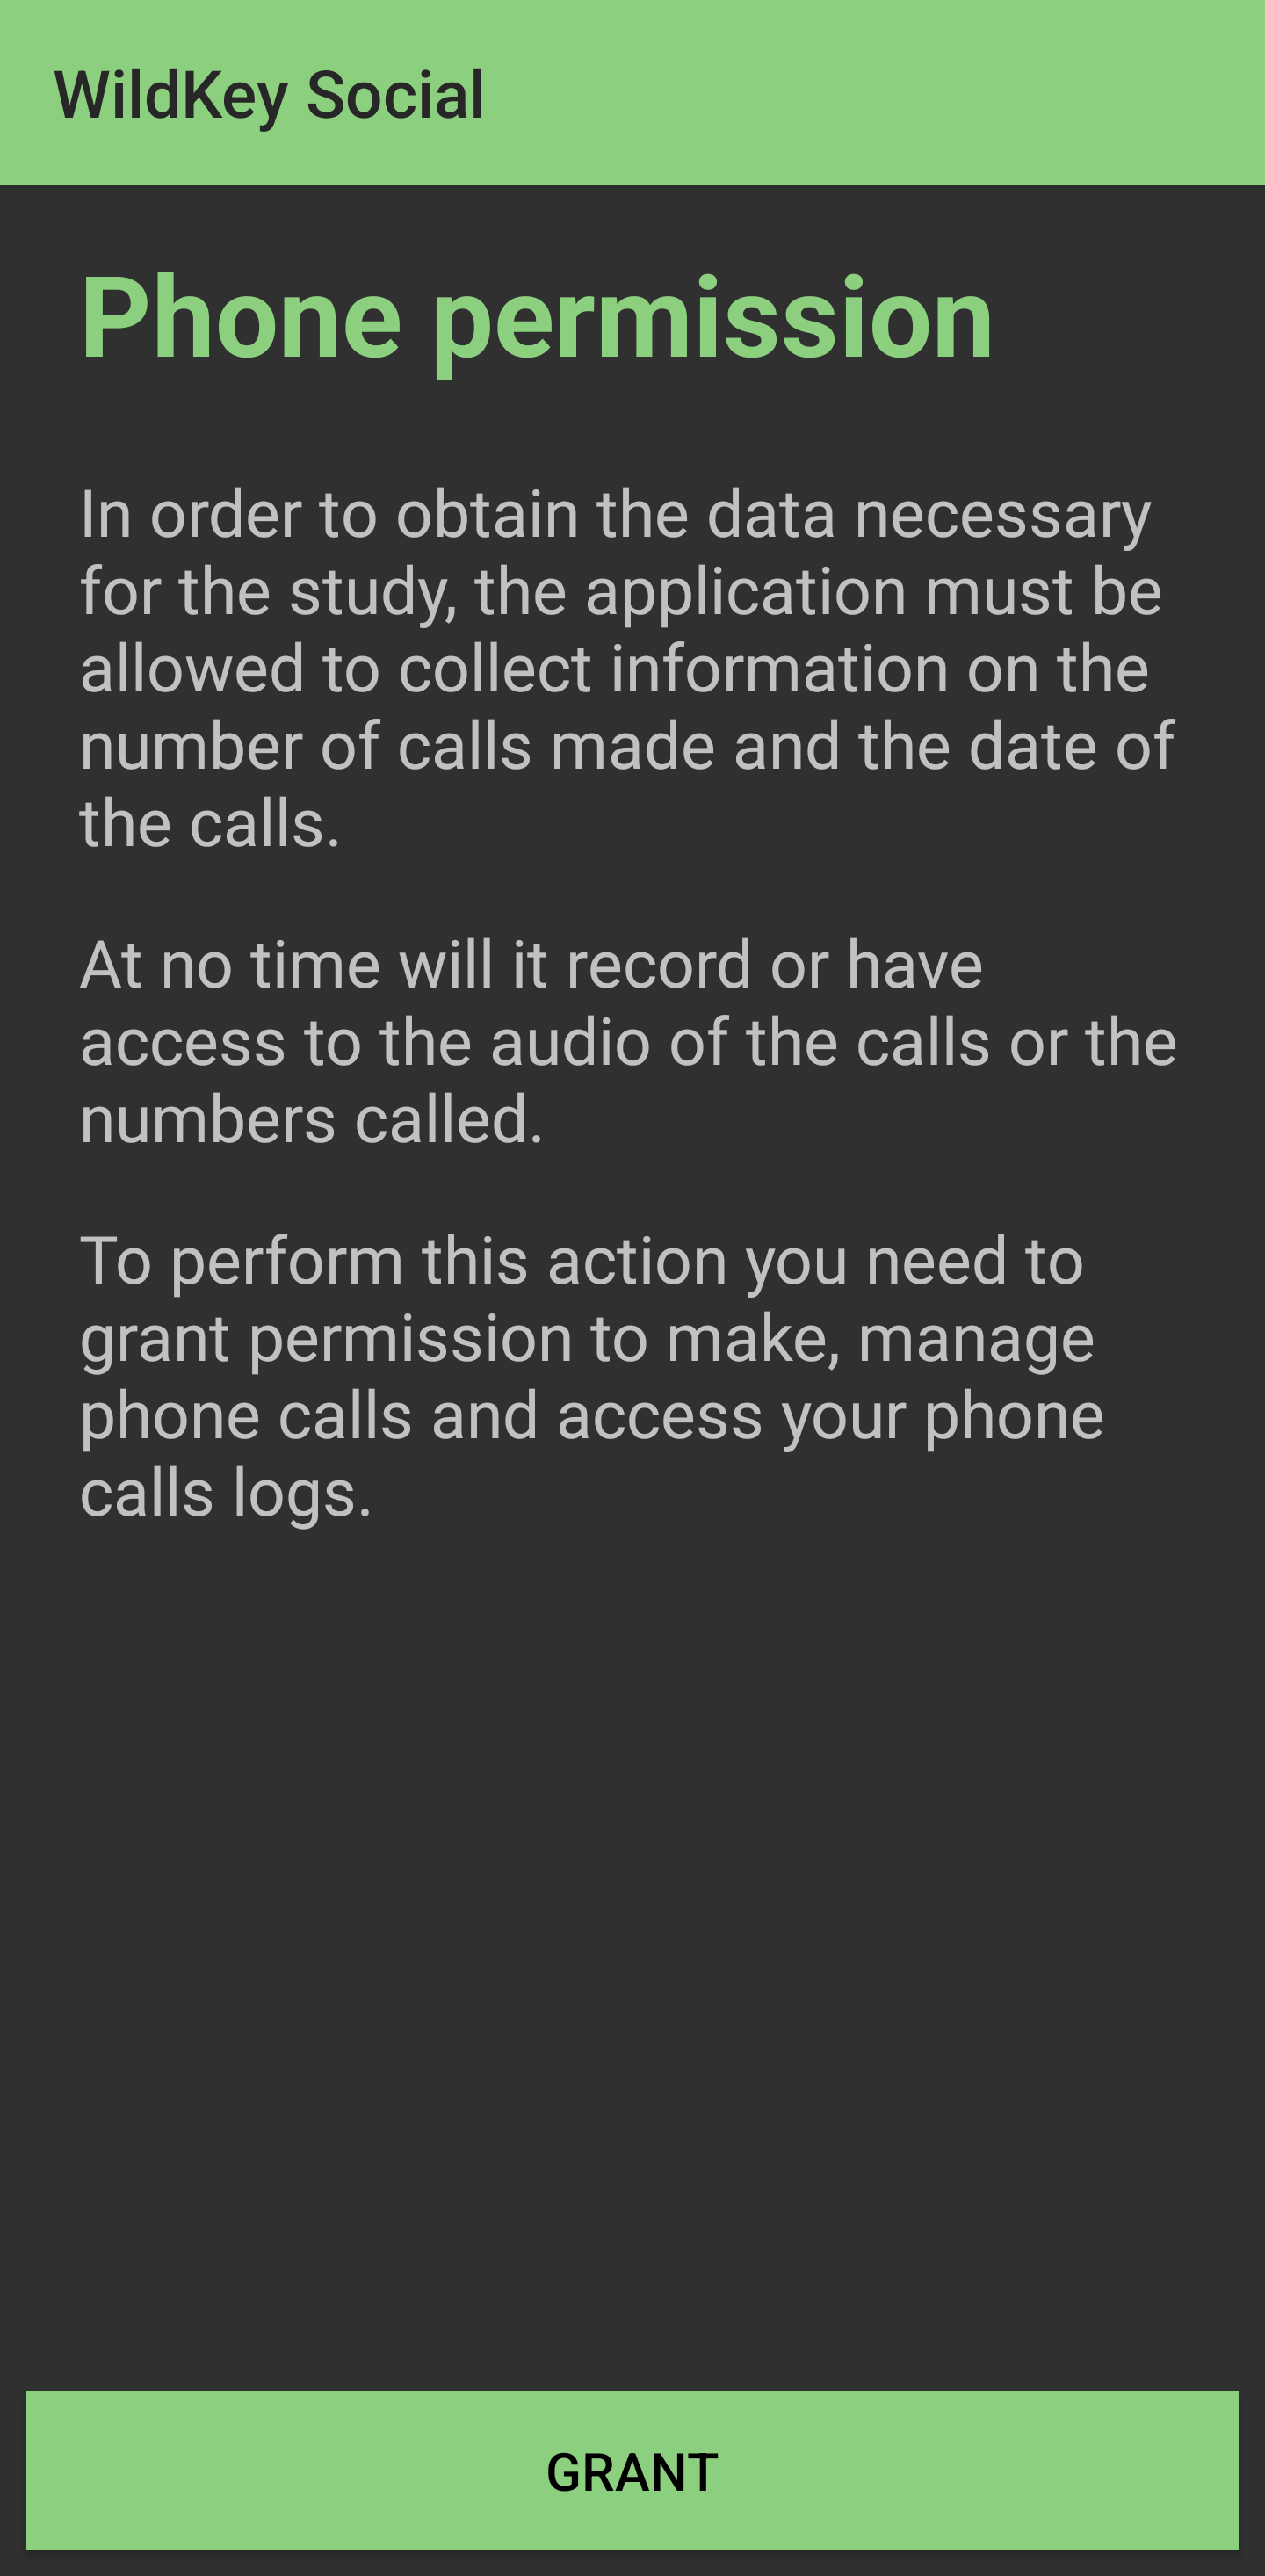 WildKey Social
Phone permission
In order to obtain the data necessary
for the study, the application must be
allowed to collect information on the
number of calls made and the date of
the calls.
At no time will it record or have
access to the audio of the calls or the
numbers called.
To perform this action you need to
grant permission to make, manage
phone calls and access your phone
calls logs.
GRANT